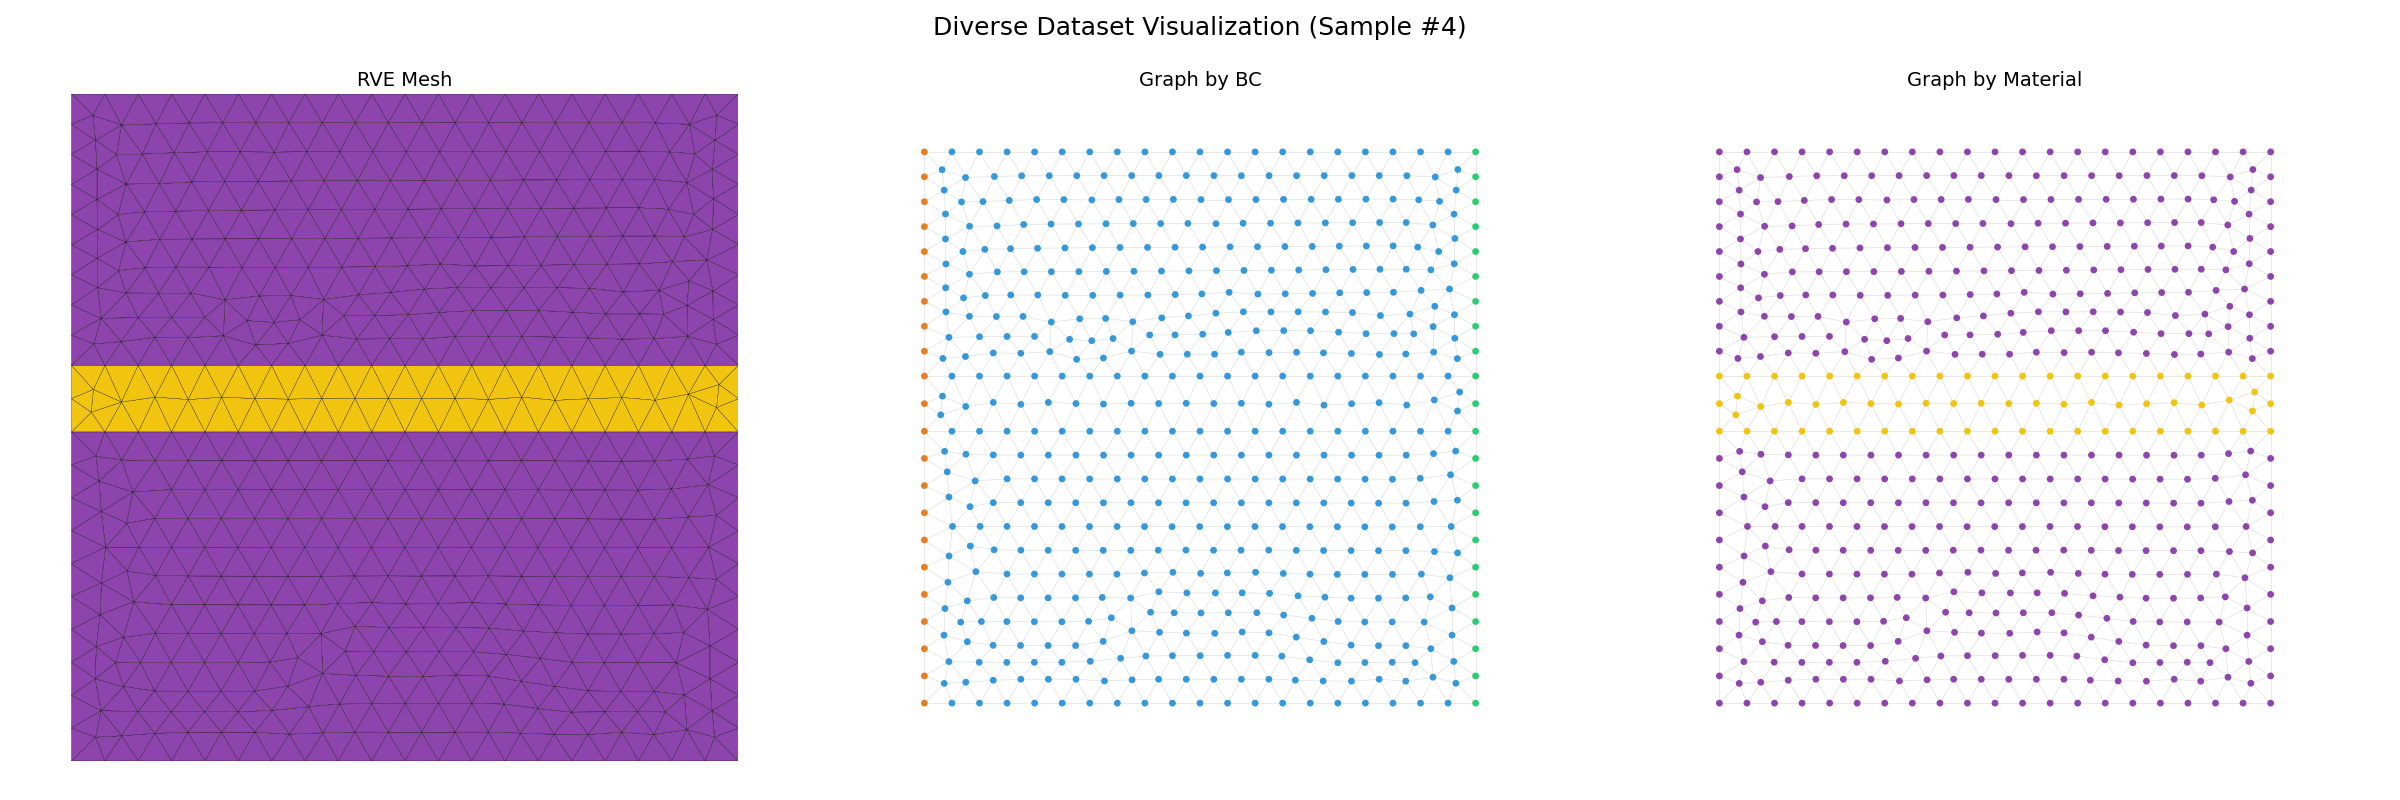 Diverse Dataset Visualization (Sample #4)
RVE Mesh
Graph by BC
Graph by Material